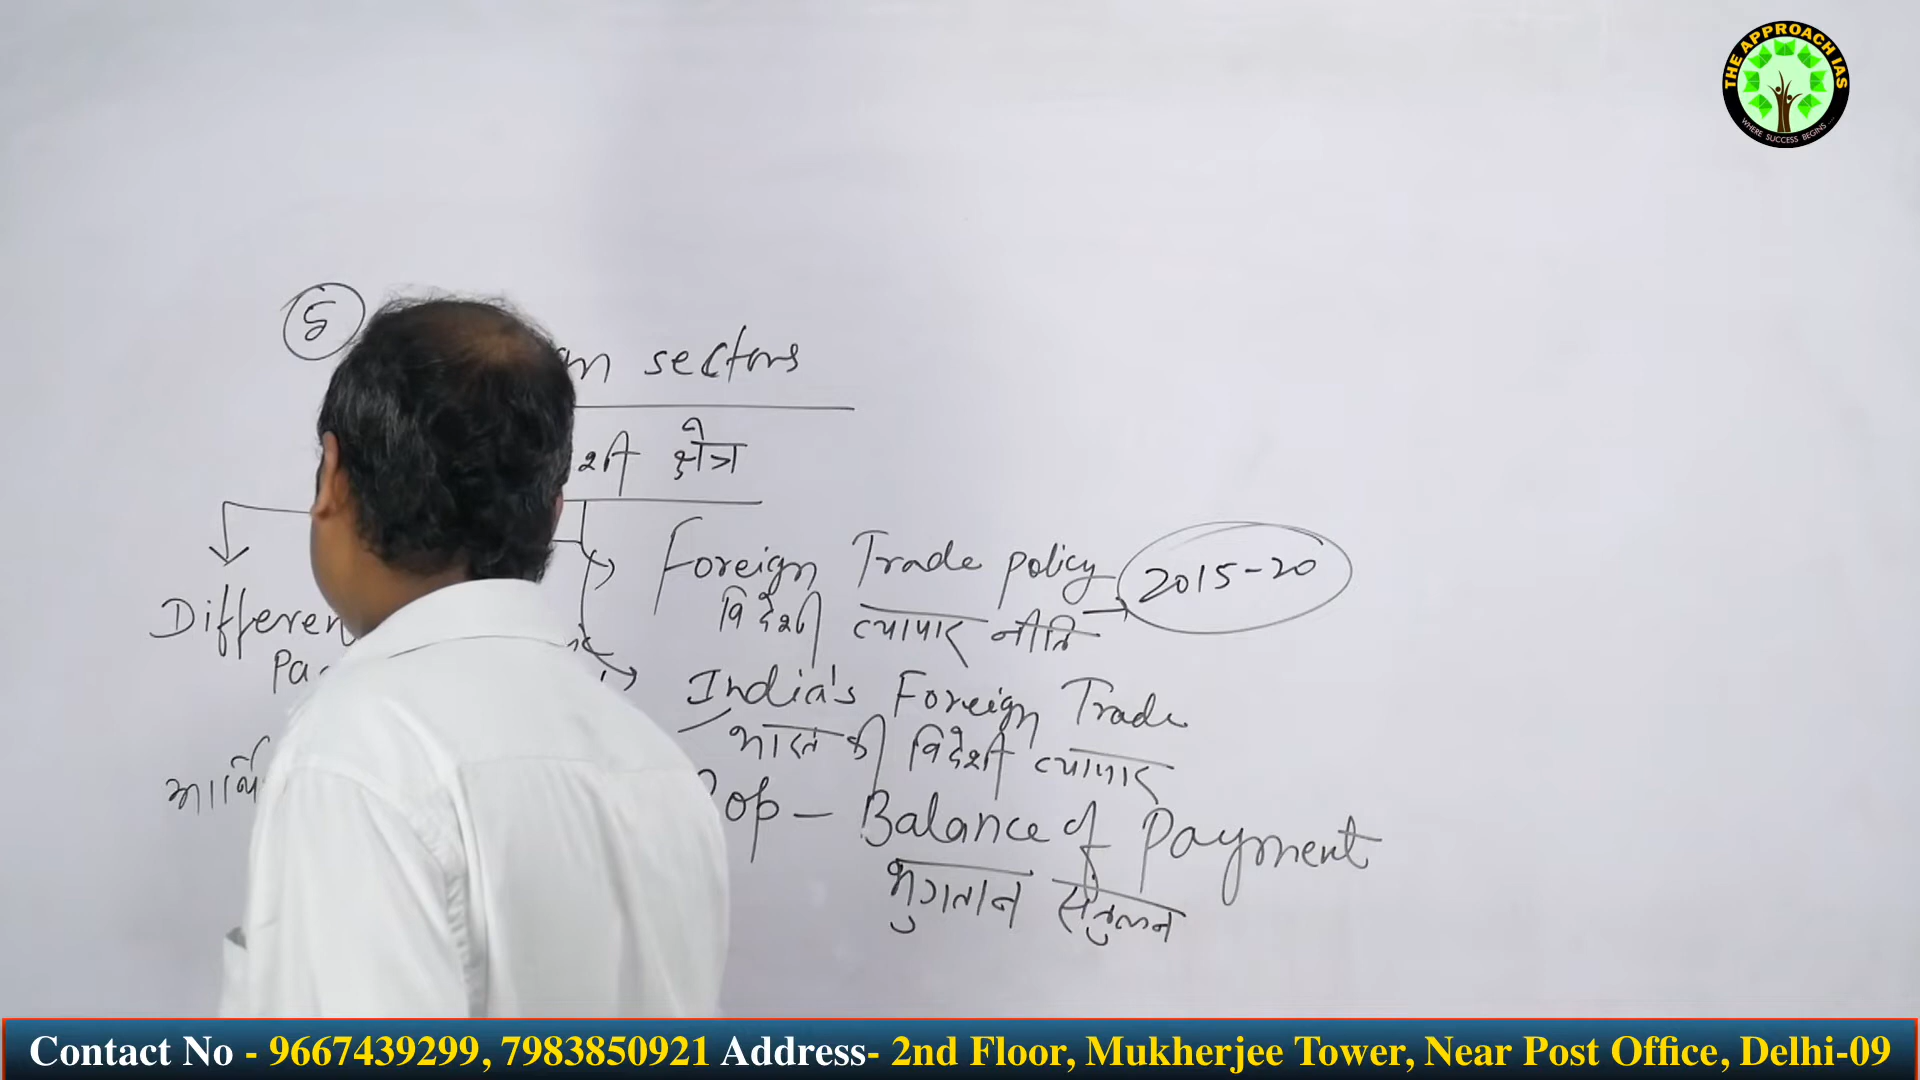 THE APPROACH IAS
WHERE SUCCESS BEGINS ....
5
sectors
क्षेत्र
Foreign Trade policy 2015-20
विदेशी व्यापार नीति
India's Foreign Trade
भारत की विदेशी व्यापार
BOP - Balance of Payment
भुगतान संतुलन
Contact No - 9667439299, 7983850921 Address- 2nd Floor, Mukherjee Tower, Near Post Office, Delhi-09